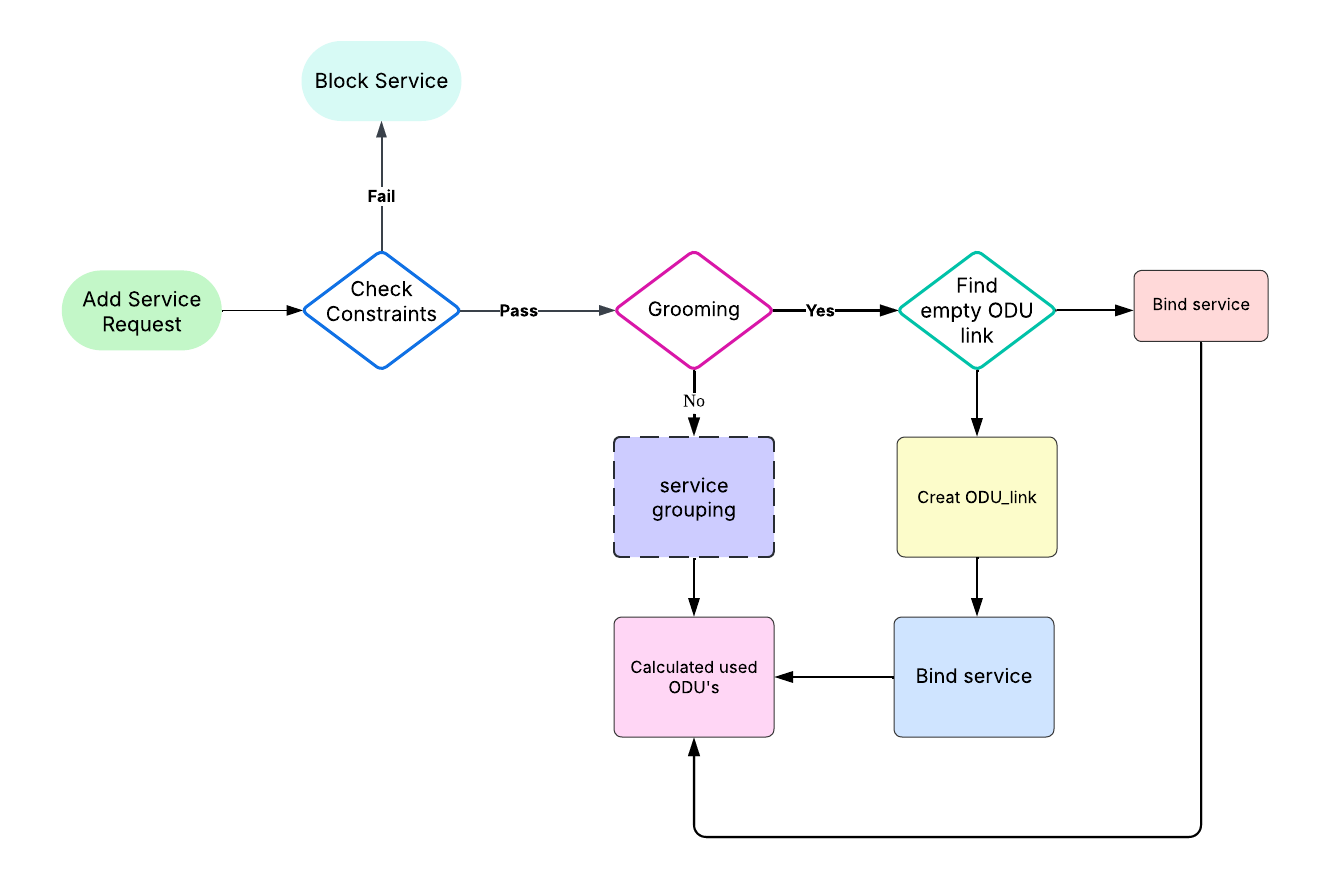 Block Service
Fail
Add Service
Request
Check
Constraints
Pass
Grooming
Yes
Find
empty ODU
link
Bind service
No
service
grouping
Creat ODU_link
Calculated used
ODU's
Bind service